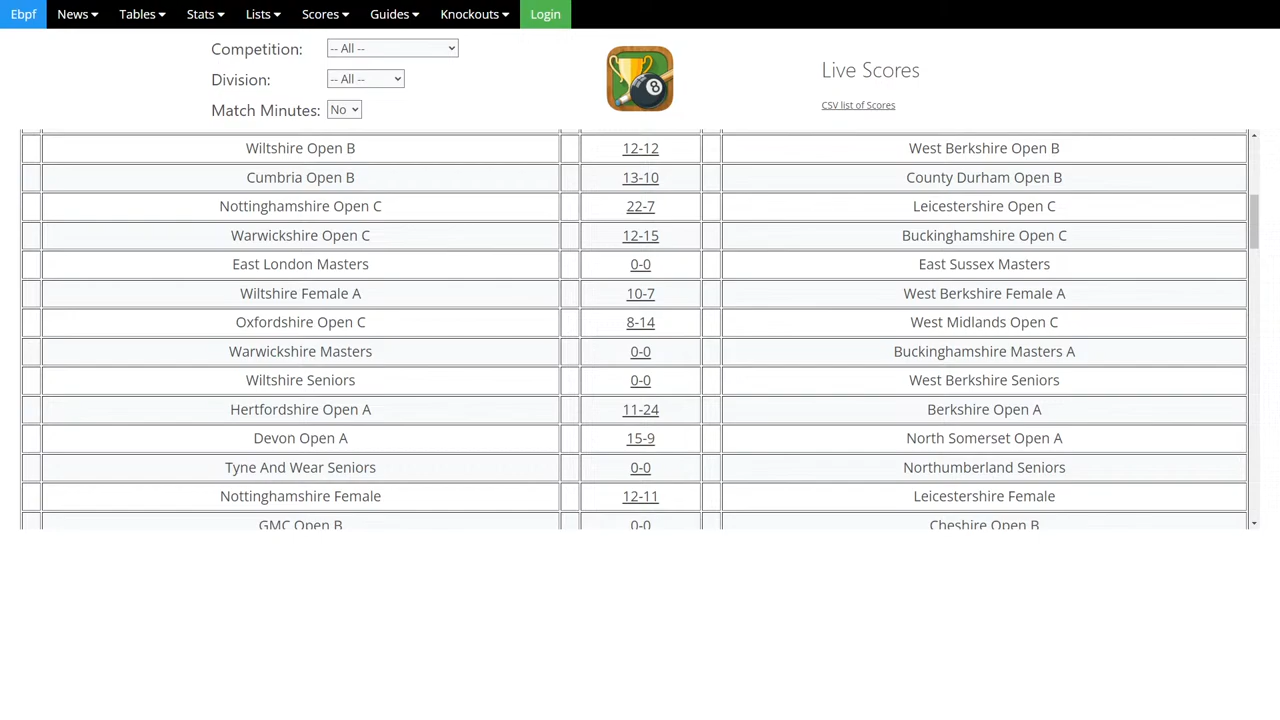 Ebpf News Tables Stats Lists Scores Guides Knockouts Login
Competition: -- All --
Division: -- All --
Match Minutes: No
8
Live Scores
CSV list of Scores
Wiltshire Open B 12-12 West Berkshire Open B
Cumbria Open B 13-10 County Durham Open B
Nottinghamshire Open C 22-7 Leicestershire Open C
Warwickshire Open C 12-15 Buckinghamshire Open C
East London Masters 0-0 East Sussex Masters
Wiltshire Female A 10-7 West Berkshire Female A
Oxfordshire Open C 8-14 West Midlands Open C
Warwickshire Masters 0-0 Buckinghamshire Masters A
Wiltshire Seniors 0-0 West Berkshire Seniors
Hertfordshire Open A 11-24 Berkshire Open A
Devon Open A 15-9 North Somerset Open A
Tyne And Wear Seniors 0-0 Northumberland Seniors
Nottinghamshire Female 12-11 Leicestershire Female
GMC Open B 0-0 Cheshire Open B